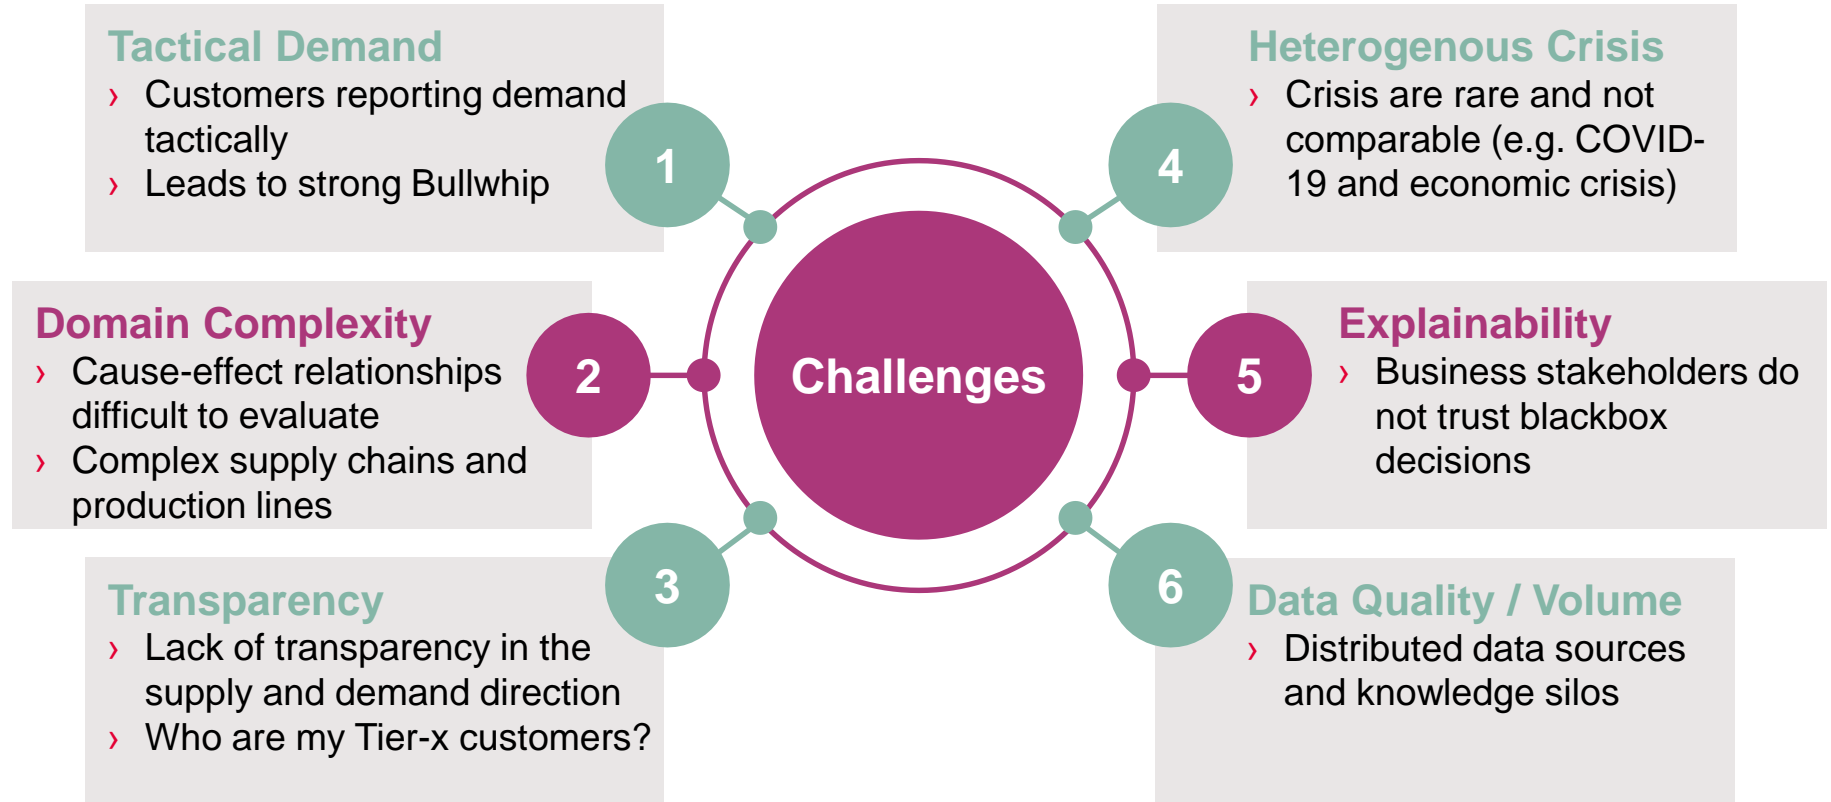 Tactical Demand
› Customers reporting demand
tactically
› Leads to strong Bullwhip
1
Domain Complexity
› Cause-effect relationships
difficult to evaluate
› Complex supply chains and
production lines
2
Transparency
› Lack of transparency in the
supply and demand direction
› Who are my Tier-x customers?
3
Challenges
4
Heterogenous Crisis
› Crisis are rare and not
comparable (e.g. COVID-
19 and economic crisis)
5
Explainability
› Business stakeholders do
not trust blackbox
decisions
6
Data Quality / Volume
› Distributed data sources
and knowledge silos